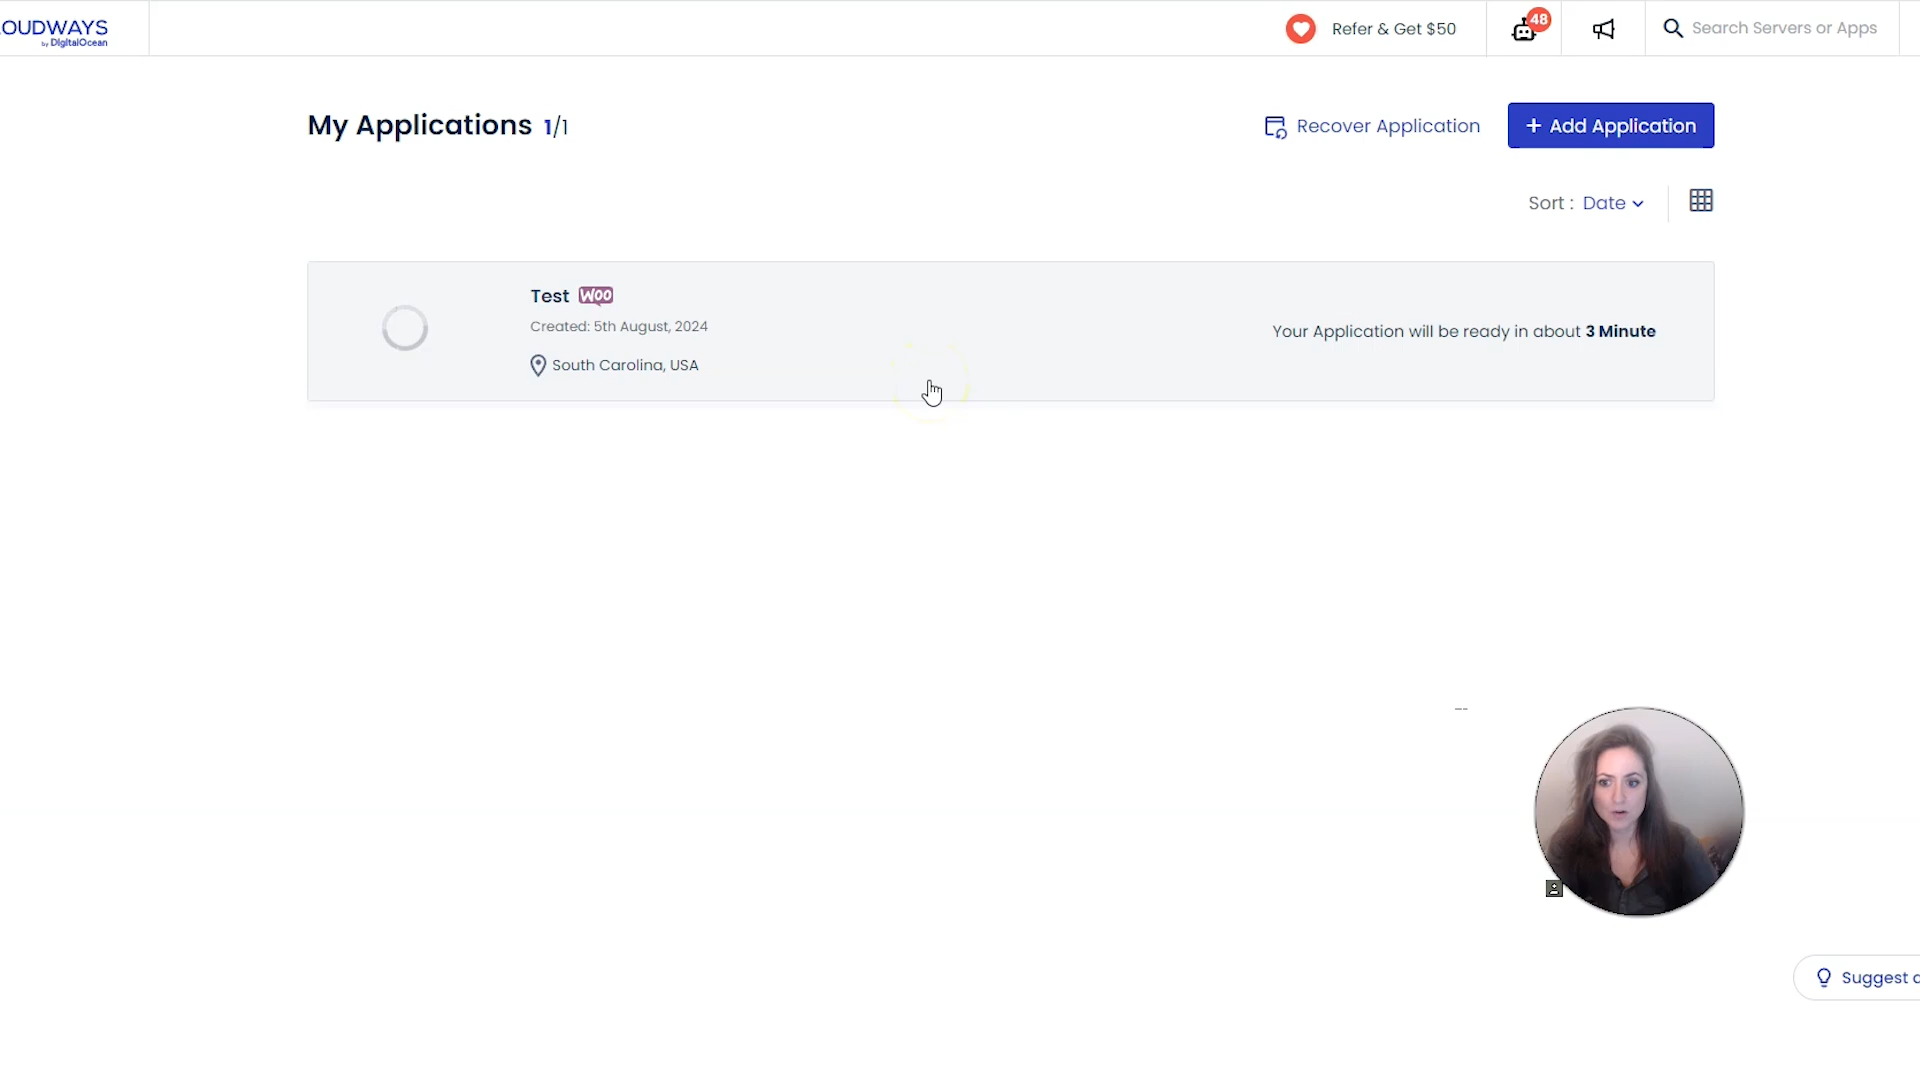 OUDWAYS
by DigitalOcean
Refer & Get $50
48
Search Servers or Apps
My Applications 1/1
Recover Application
+ Add Application
Sort : Date
Test Woo
Created: 5th August, 2024
South Carolina, USA
Your Application will be ready in about 3 Minute
Suggest